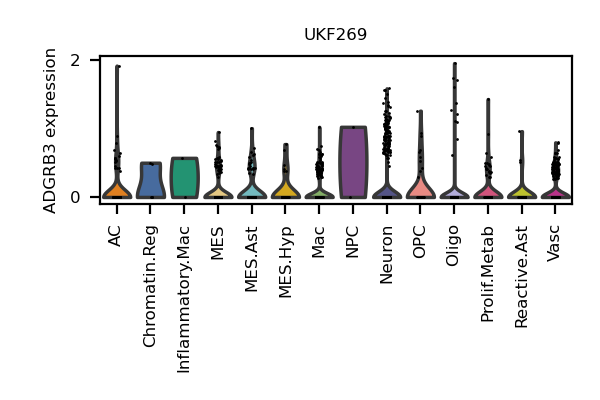 UKF269
ADGRB3 expression
2
0
AC
Chromatin.Reg
Inflammatory.Mac
MES
MES.Ast
MES.Hyp
Mac
NPC
Neuron
OPC
Oligo
Prolif.Metab
Reactive.Ast
Vasc